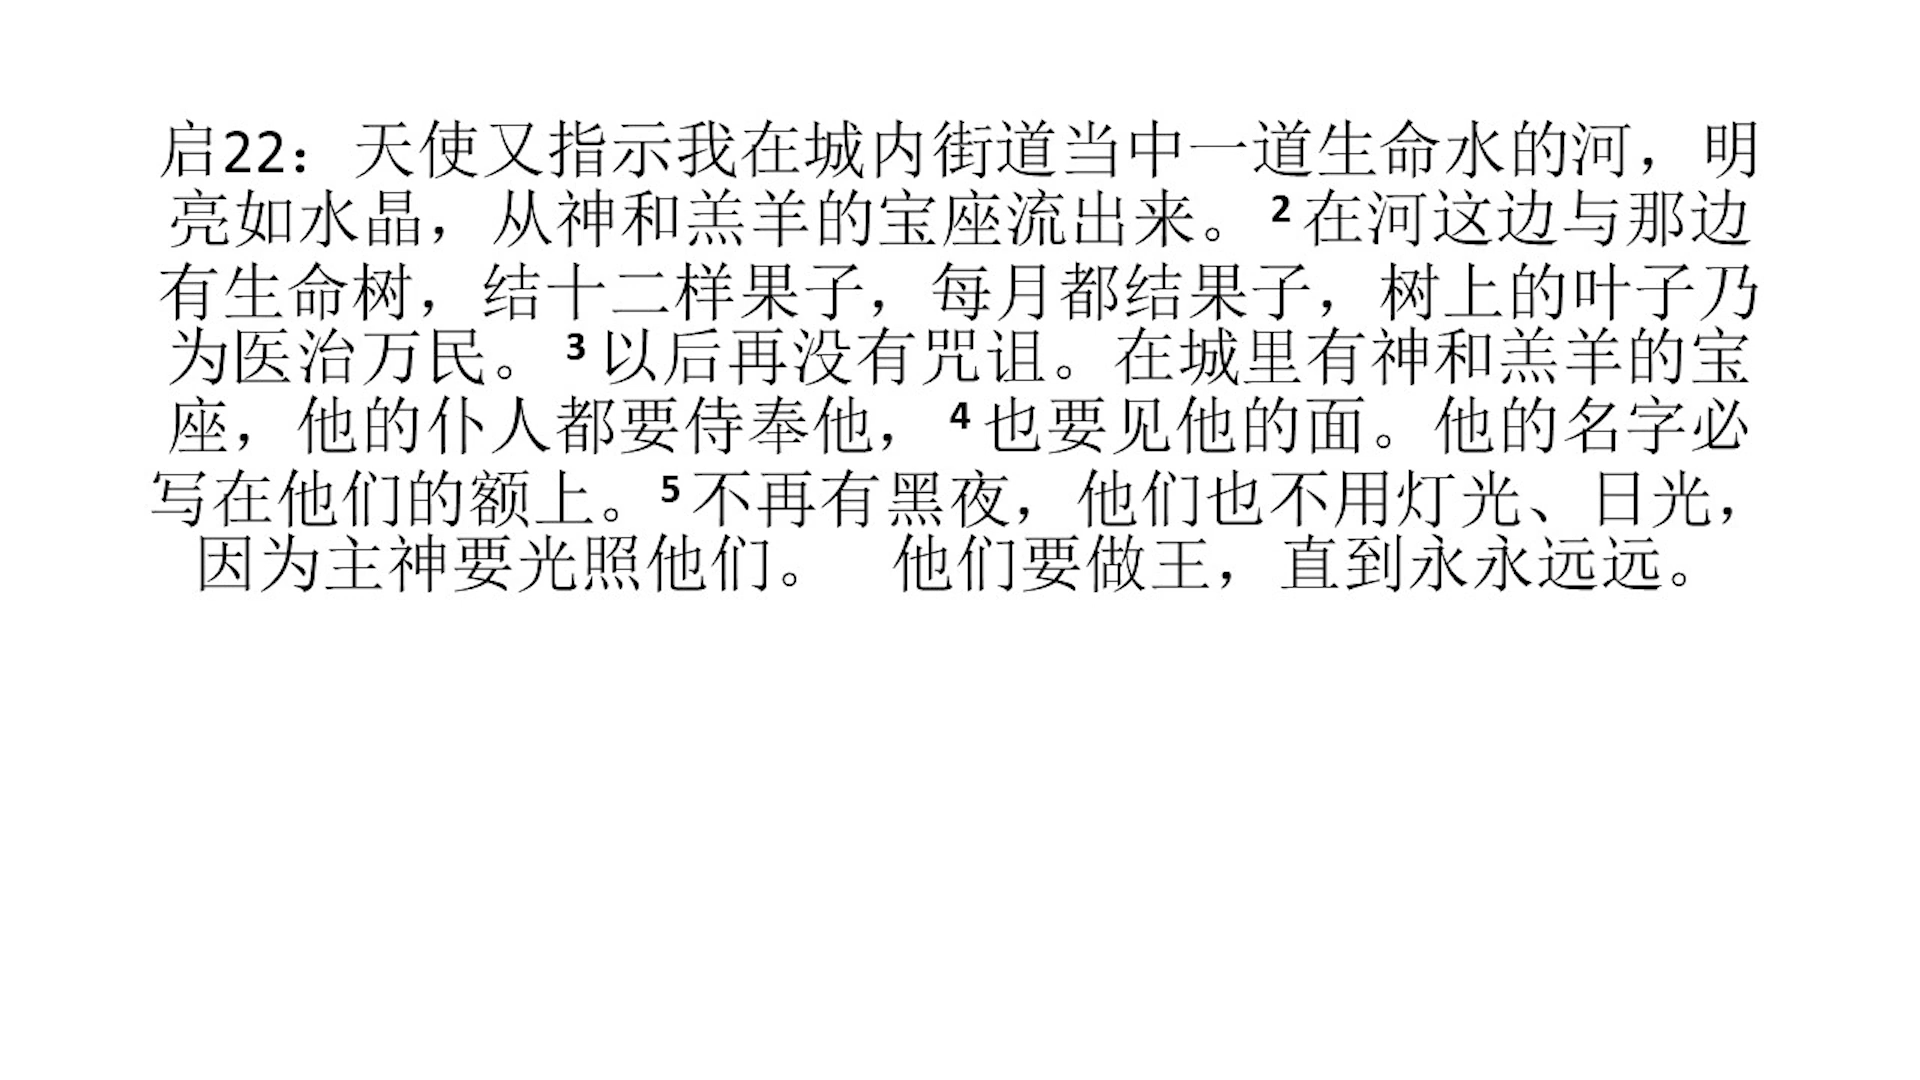 启22：天使又指示我在城内街道当中一道生命水的河，明
亮如水晶，从神和羔羊的宝座流出来。2 在河这边与那边
有生命树，结十二样果子，每月都结果子，树上的叶子乃
为医治万民。3 以后再没有咒诅。在城里有神和羔羊的宝
座，他的仆人都要侍奉他，4 也要见他的面。他的名字必
写在他们的额上。5 不再有黑夜，他们也不用灯光、日光，
因为主神要光照他们。 他们要做王，直到永永远远。